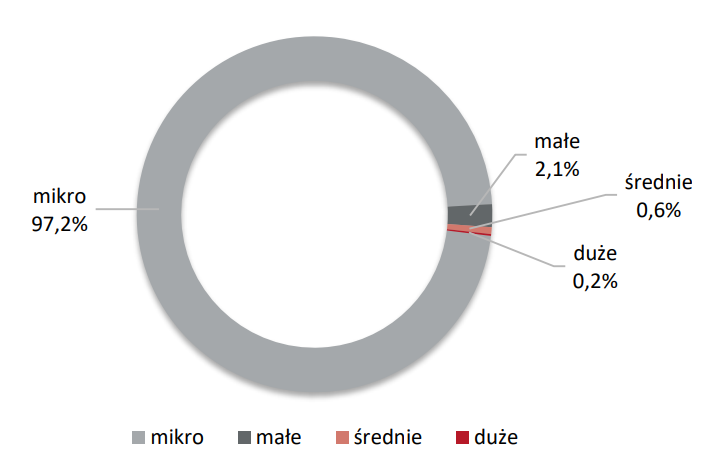 małe
2,1%
średnie
0,6%
mikro
97,2%
duże
0,2%
mikro małe średnie duże